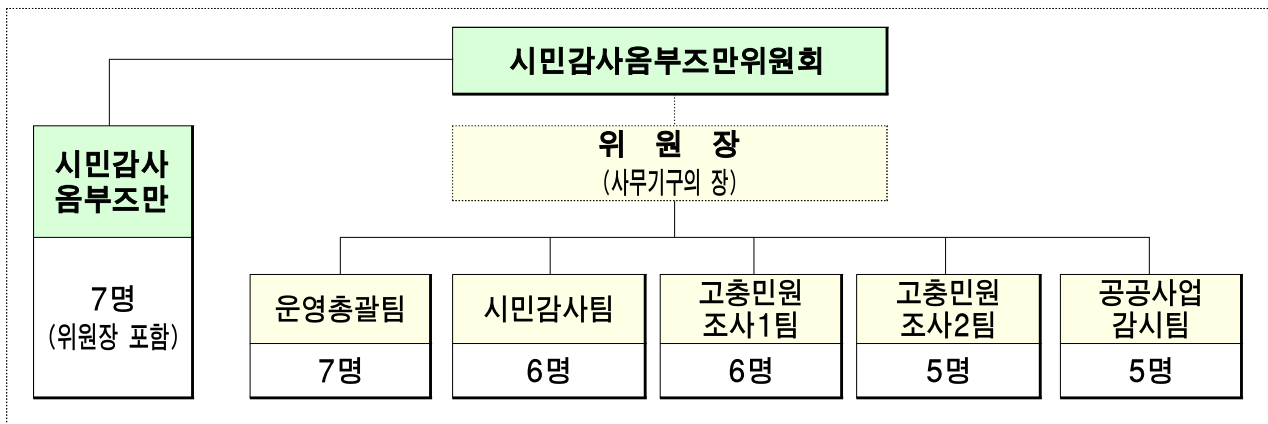 시민감사옴부즈만위원회
위 원 장
(사무기구의 장)
시민감사
옴부즈만
7명
(위원장 포함)
운영총괄팀
7명
시민감사팀
6명
고충민원
조사1팀
6명
고충민원
조사2팀
5명
공공사업
감시팀
5명